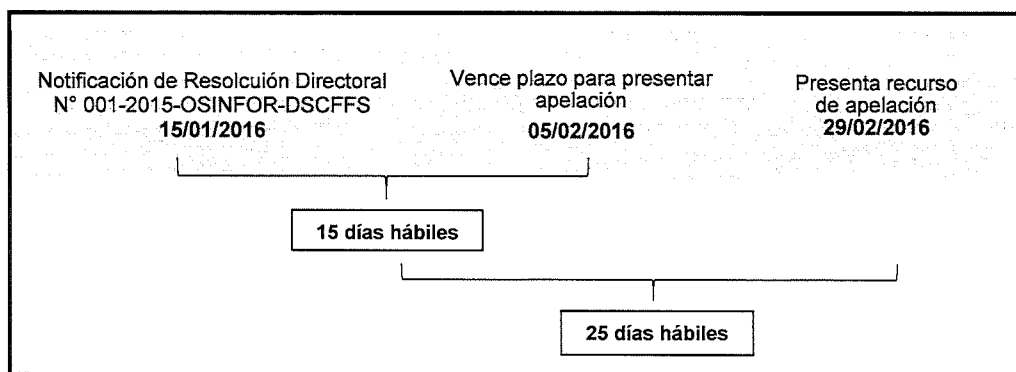 Notificación de Resolcuión Directoral
N° 001-2015-OSINFOR-DSCFFS
15/01/2016
Vence plazo para presentar
apelación
05/02/2016
Presenta recurso
de apelación
29/02/2016
15 días hábiles
25 días hábiles